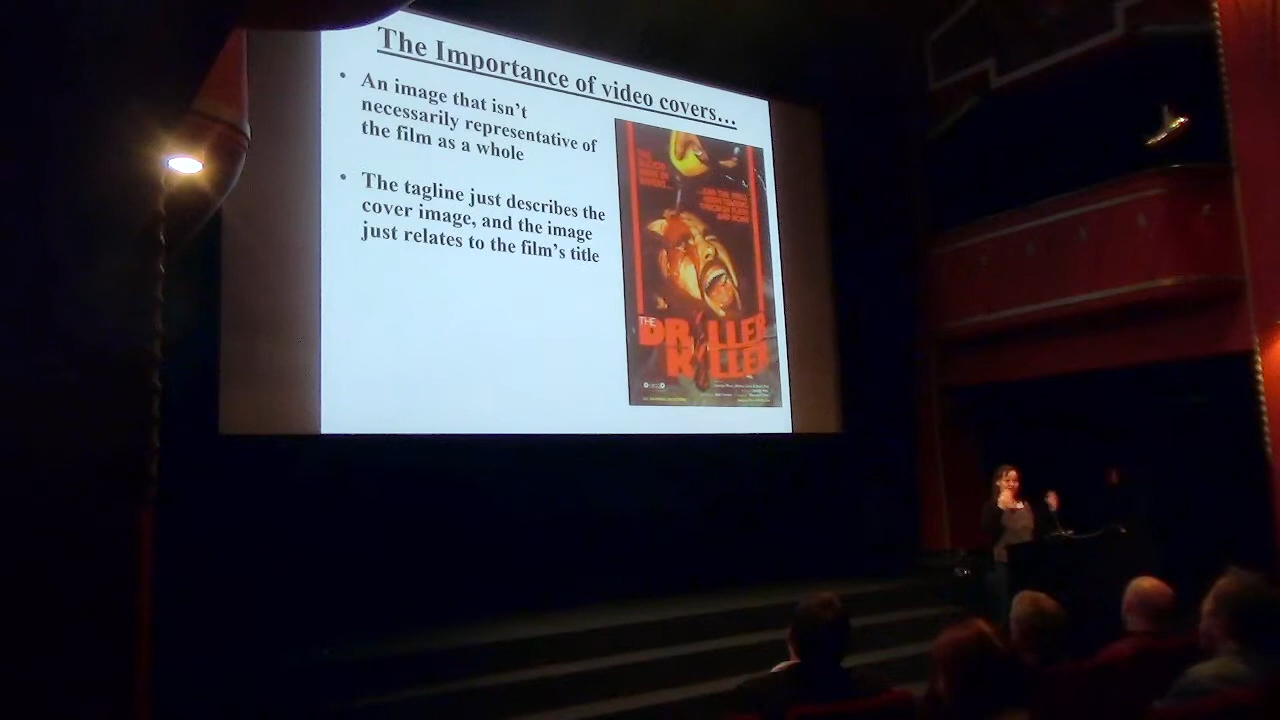 The Importance of video covers...
• An image that isn't
necessarily representative of
the film as a whole
• The tagline just describes the
cover image, and the image
just relates to the film's title
THE
DRILLER
KILLER